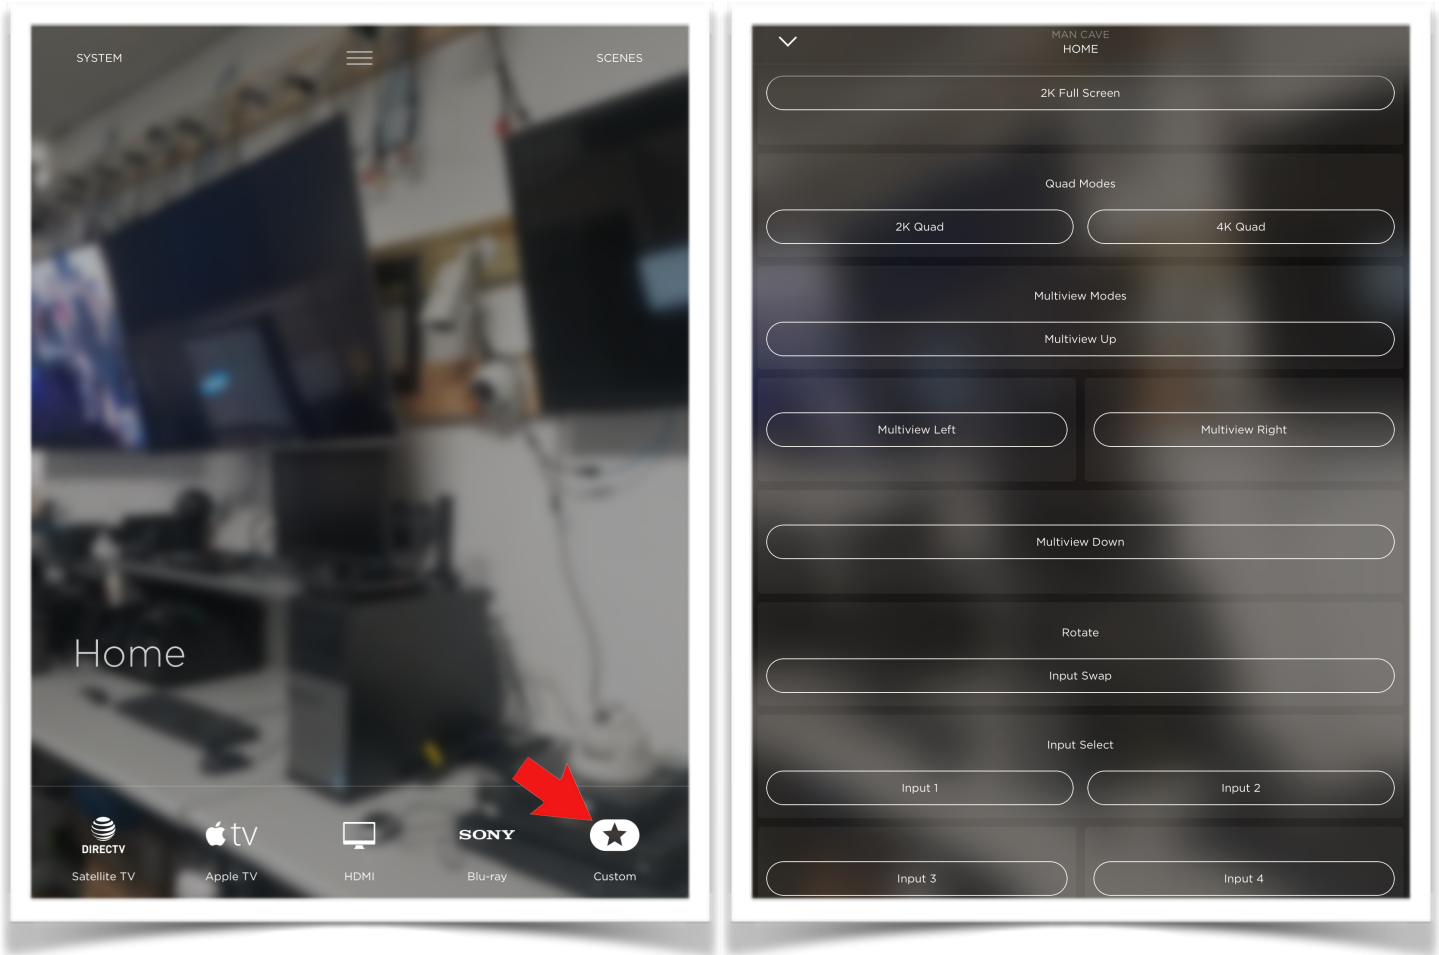 SYSTEM
SCENES
Home
DIRECTV
tv
SONY
Satellite TV
Apple TV
HDMI
Blu-ray
Custom
MAN CAVE
HOME
2K Full Screen
Quad Modes
2K Quad
4K Quad
Multiview Modes
Multiview Up
Multiview Left
Multiview Right
Multiview Down
Rotate
Input Swap
Input Select
Input 1
Input 2
Input 3
Input 4